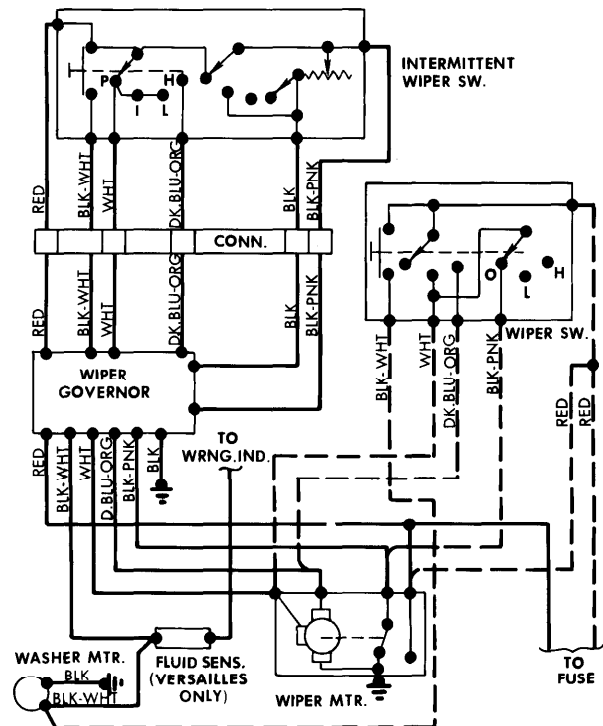 INTERMITTENT
WIPER SW.
P
H
I
L
RED
BLK-WHT
WHT
DK.BLU-ORG
BLK
BLK-PNK
CONN.
O
L
H
WIPER SW.
RED
BLK-WHT
WHT
DK.BLU-ORG
BLK
BLK-PNK
BLK-WHT
WHT
DK.BLU-ORG
BLK-PNK
RED
RED
WIPER
GOVERNOR
RED
BLK-WHT
WHT
D.BLU-ORG
BLK-PNK
BLK
TO
WRNG.IND.
WASHER MTR.
BLK
BLK-WHT
FLUID SENS.
(VERSAILLES
ONLY)
WIPER MTR.
TO
FUSE